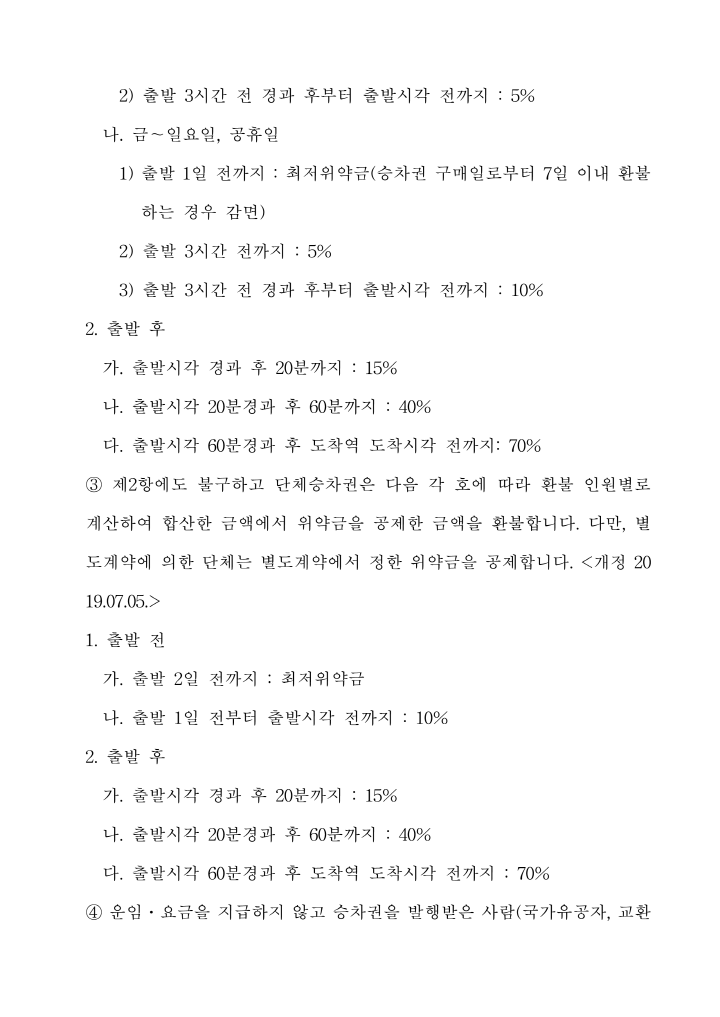 2) 출발 3시간 전 경과 후부터 출발시각 전까지 : 5%
나. 금~일요일, 공휴일
1) 출발 1일 전까지 : 최저위약금(승차권 구매일로부터 7일 이내 환불
하는 경우 감면)
2) 출발 3시간 전까지 : 5%
3) 출발 3시간 전 경과 후부터 출발시각 전까지 : 10%
2. 출발 후
가. 출발시각 경과 후 20분까지 : 15%
나. 출발시각 20분경과 후 60분까지 : 40%
다. 출발시각 60분경과 후 도착역 도착시각 전까지: 70%
③ 제2항에도 불구하고 단체승차권은 다음 각 호에 따라 환불 인원별로
계산하여 합산한 금액에서 위약금을 공제한 금액을 환불합니다. 다만, 별
도계약에 의한 단체는 별도계약에서 정한 위약금을 공제합니다. <개정 20
19.07.05.>
1. 출발 전
가. 출발 2일 전까지 : 최저위약금
나. 출발 1일 전부터 출발시각 전까지 : 10%
2. 출발 후
가. 출발시각 경과 후 20분까지 : 15%
나. 출발시각 20분경과 후 60분까지 : 40%
다. 출발시각 60분경과 후 도착역 도착시각 전까지 : 70%
④ 운임·요금을 지급하지 않고 승차권을 발행받은 사람(국가유공자, 교환